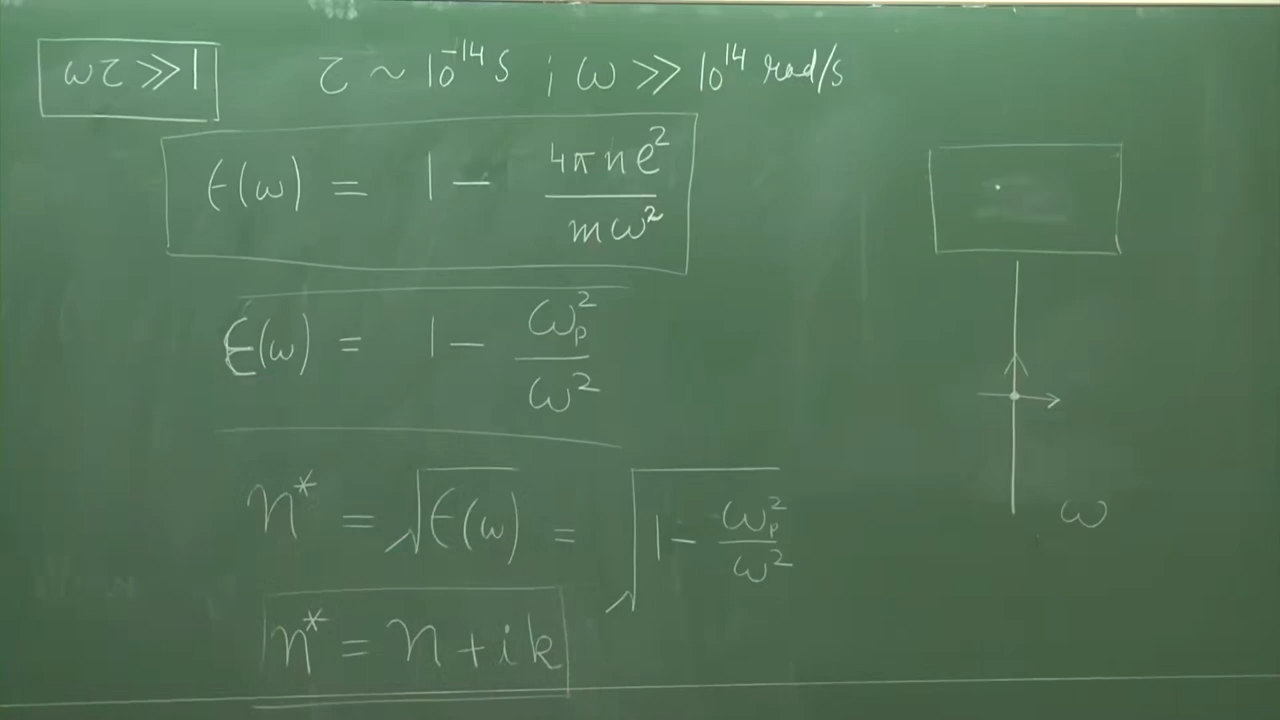 ωτ ≫ 1 τ ~ 10⁻¹⁴ s ; ω ≫ 10¹⁴ rad/s
ϵ(ω) = 1 − 4πne²/mω²
ϵ(ω) = 1 − ωₚ²/ω²
n* = √ϵ(ω) = √(1 − ωₚ²/ω²)
ω
n* = n + ik